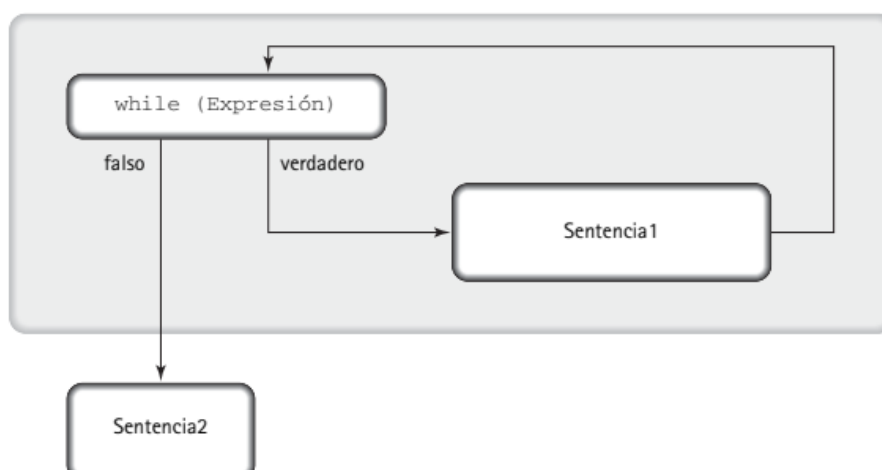 while (Expresión)
falso
verdadero
Sentencia1
Sentencia2